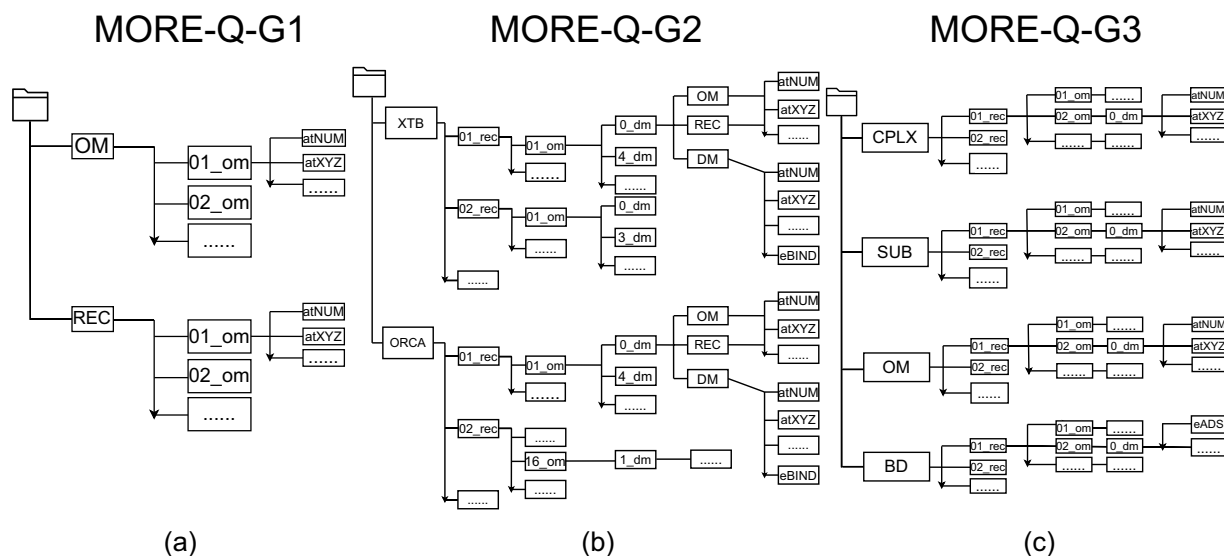 MORE-Q-G1
OM
01_om
02_om
......
atNUM
atXYZ
......
REC
01_om
02_om
......
atNUM
atXYZ
......
(a)
MORE-Q-G2
XTB
01_rec
01_om
......
0_dm
4_dm
......
OM
REC
DM
atNUM
atXYZ
......
atNUM
atXYZ
......
eBIND
02_rec
01_om
......
0_dm
3_dm
......
......
ORCA
01_rec
01_om
......
0_dm
4_dm
......
OM
REC
DM
atNUM
atXYZ
......
atNUM
atXYZ
......
eBIND
02_rec
......
16_om
......
1_dm
......
......
(b)
MORE-Q-G3
CPLX
01_rec
02_rec
......
01_om
......
02_om
0_dm
......
......
atNUM
atXYZ
......
SUB
01_rec
02_rec
......
01_om
......
02_om
0_dm
......
......
atNUM
atXYZ
......
OM
01_rec
02_rec
......
01_om
......
02_om
0_dm
......
......
atNUM
atXYZ
......
BD
01_rec
02_rec
......
01_om
......
02_om
0_dm
......
......
eADS
......
(c)